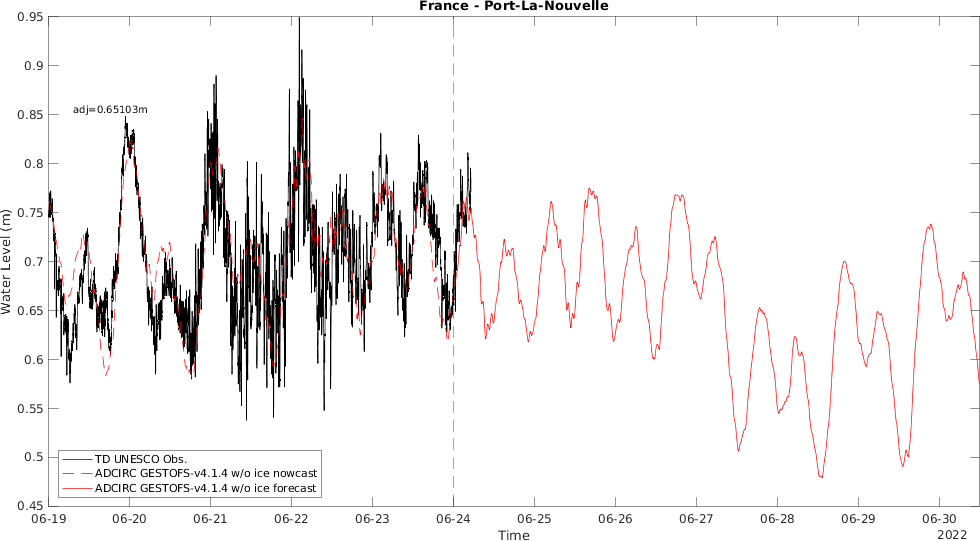 France - Port-La-Nouvelle
0.95
0.9
0.85
adj=0.65103m
0.8
0.75
0.7
0.65
0.6
0.55
0.5
0.45
Water Level (m)
TD UNESCO Obs.
ADCIRC GESTOFS-v4.1.4 w/o ice nowcast
ADCIRC GESTOFS-v4.1.4 w/o ice forecast
06-19 06-20 06-21 06-22 06-23 06-24 06-25 06-26 06-27 06-28 06-29 06-30
Time
2022